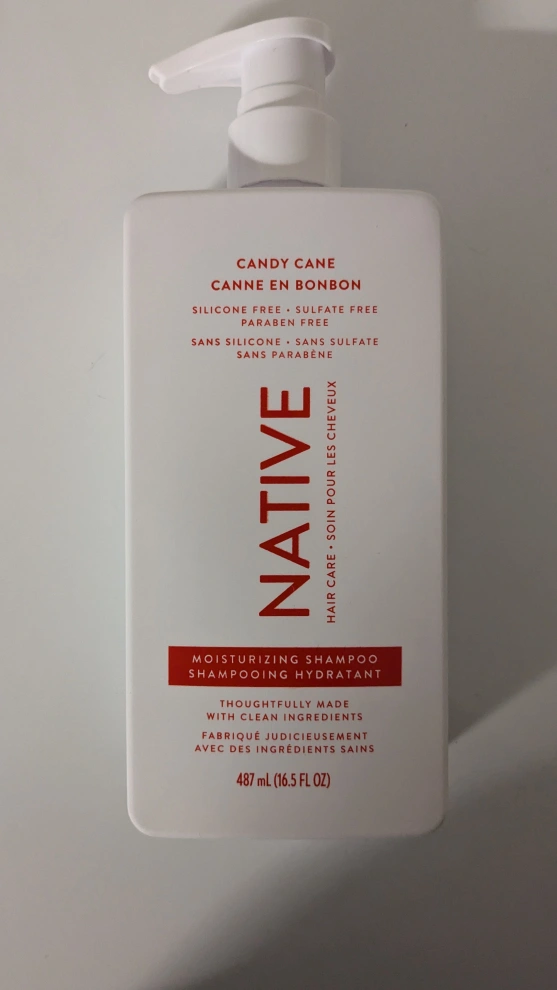 CANDY CANE
CANNE EN BONBON
SILICONE FREE • SULFATE FREE
PARABEN FREE
SANS SILICONE • SANS SULFATE
SANS PARABÈNE
NATIVE
HAIR CARE • SOIN POUR LES CHEVEUX
MOISTURIZING SHAMPOO
SHAMPOOING HYDRATANT
THOUGHTFULLY MADE
WITH CLEAN INGREDIENTS
FABRIQUÉ JUDICIEUSEMENT
AVEC DES INGRÉDIENTS SAINS
487 mL (16.5 FL OZ)